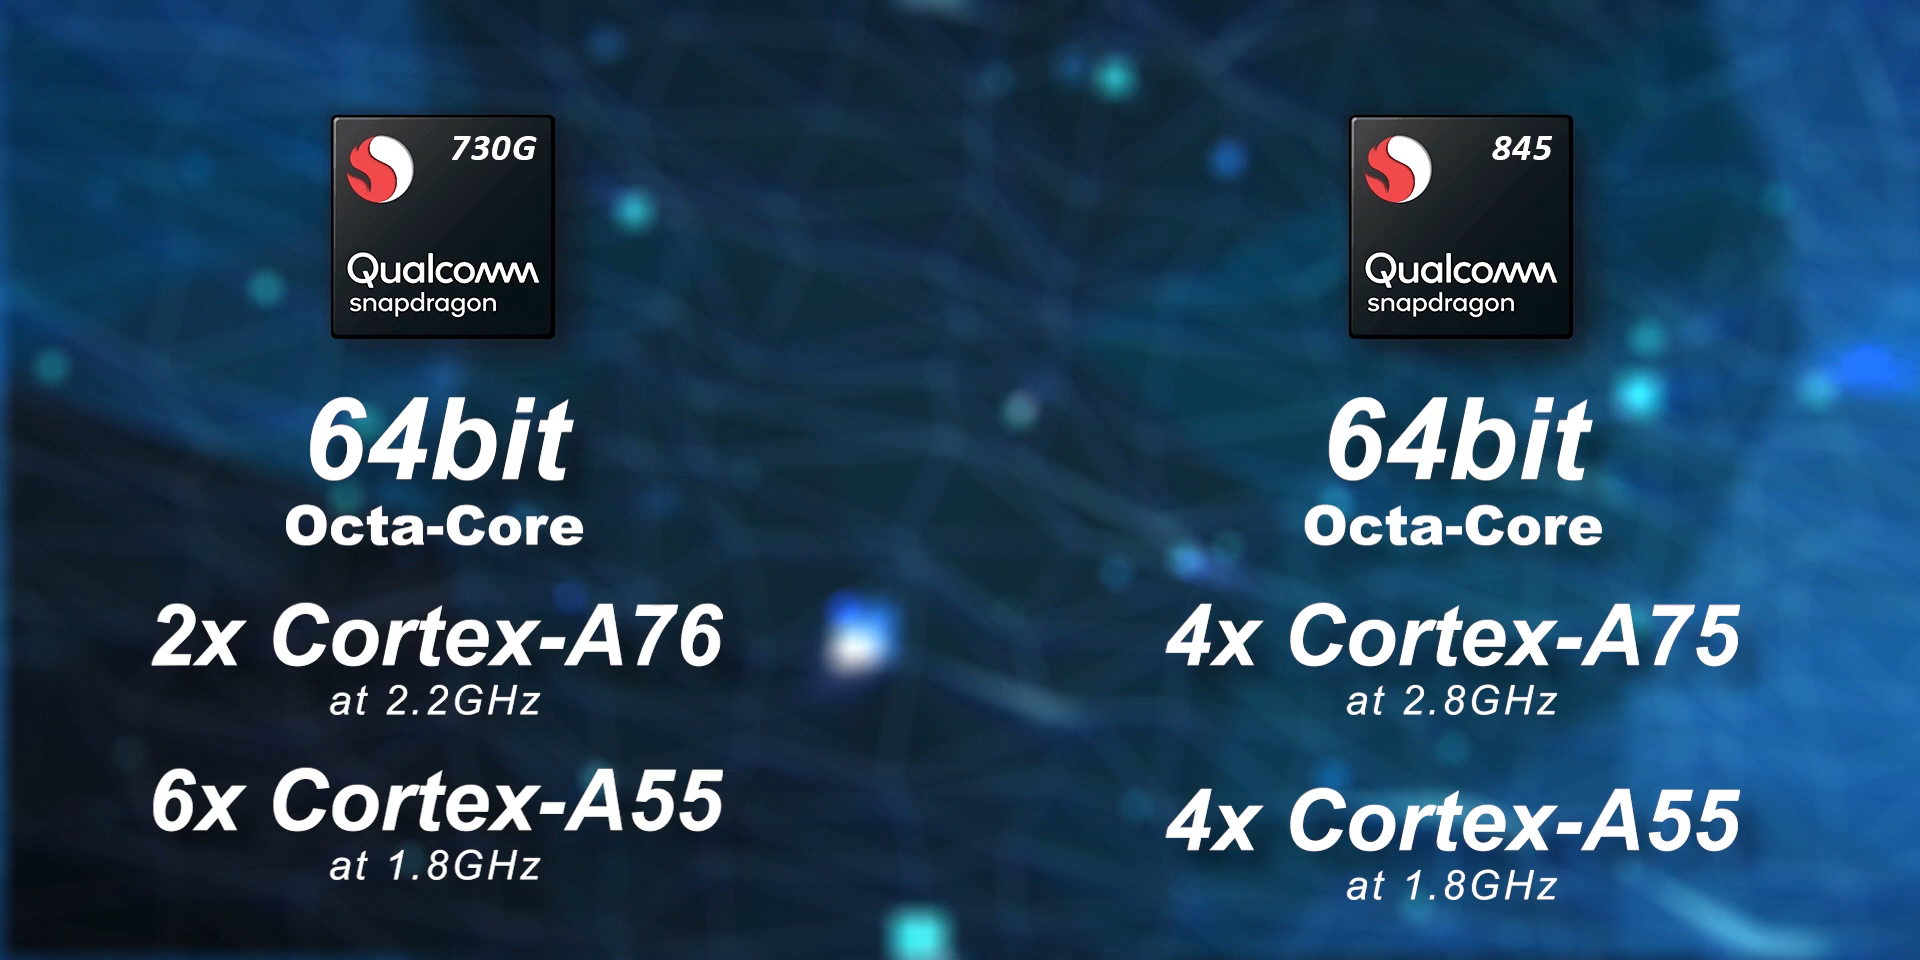 730G
Qualcomm
snapdragon
64bit
Octa-Core
2x Cortex-A76
at 2.2GHz
6x Cortex-A55
at 1.8GHz
845
Qualcomm
snapdragon
64bit
Octa-Core
4x Cortex-A75
at 2.8GHz
4x Cortex-A55
at 1.8GHz